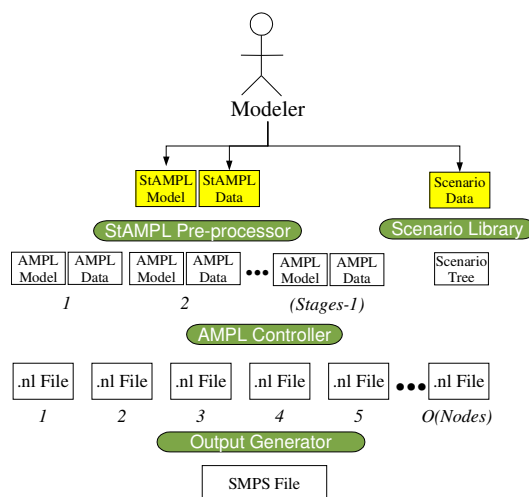 Modeler
StAMPL Model
StAMPL Data
Scenario Data
StAMPL Pre-processor
Scenario Library
AMPL Model
AMPL Data
AMPL Model
AMPL Data
•••
AMPL Model
AMPL Data
Scenario Tree
1
2
(Stages-1)
AMPL Controller
.nl File
.nl File
.nl File
.nl File
.nl File
•••
.nl File
1
2
3
4
5
O(Nodes)
Output Generator
SMPS File